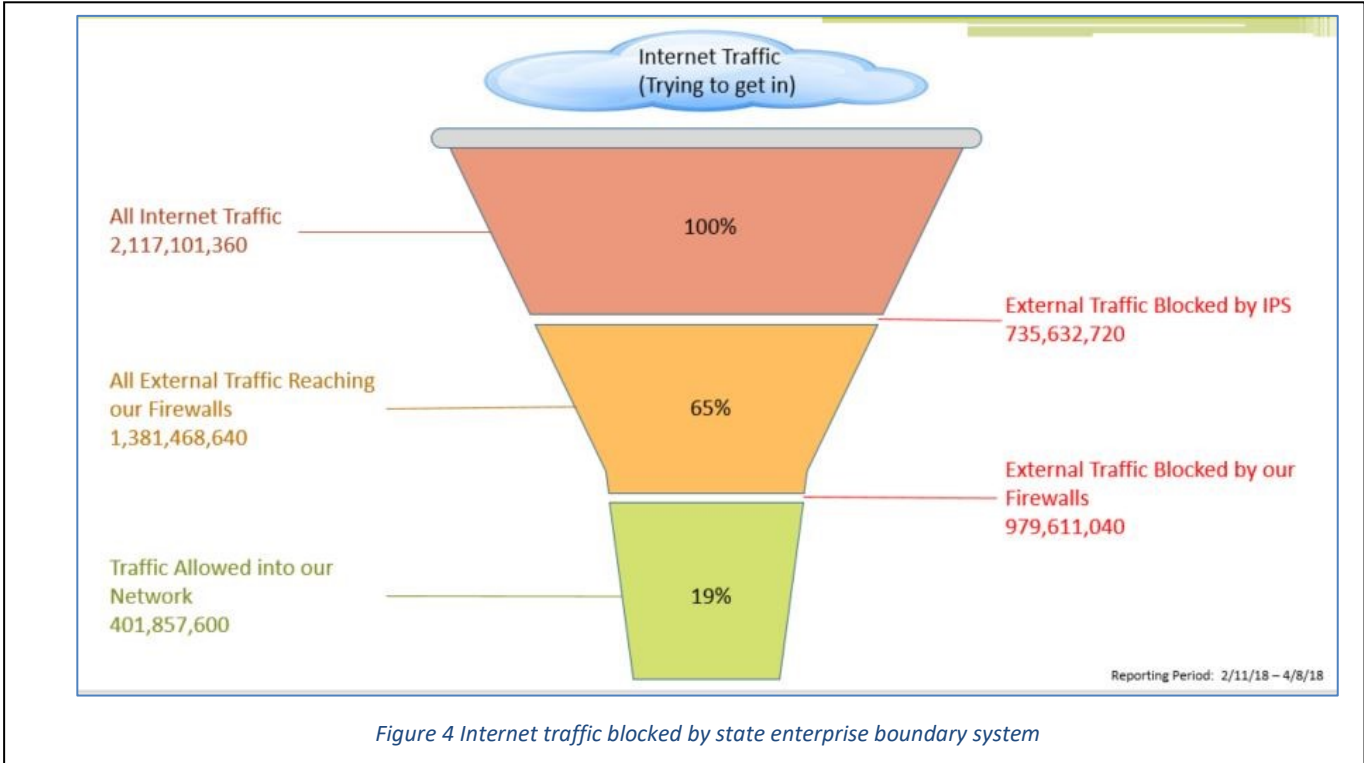 Internet Traffic
(Trying to get in)
All Internet Traffic
2,117,101,360
100%
External Traffic Blocked by IPS
735,632,720
All External Traffic Reaching
our Firewalls
1,381,468,640
65%
External Traffic Blocked by our
Firewalls
979,611,040
Traffic Allowed into our
Network
401,857,600
19%
Reporting Period: 2/11/18 – 4/8/18
Figure 4 Internet traffic blocked by state enterprise boundary system